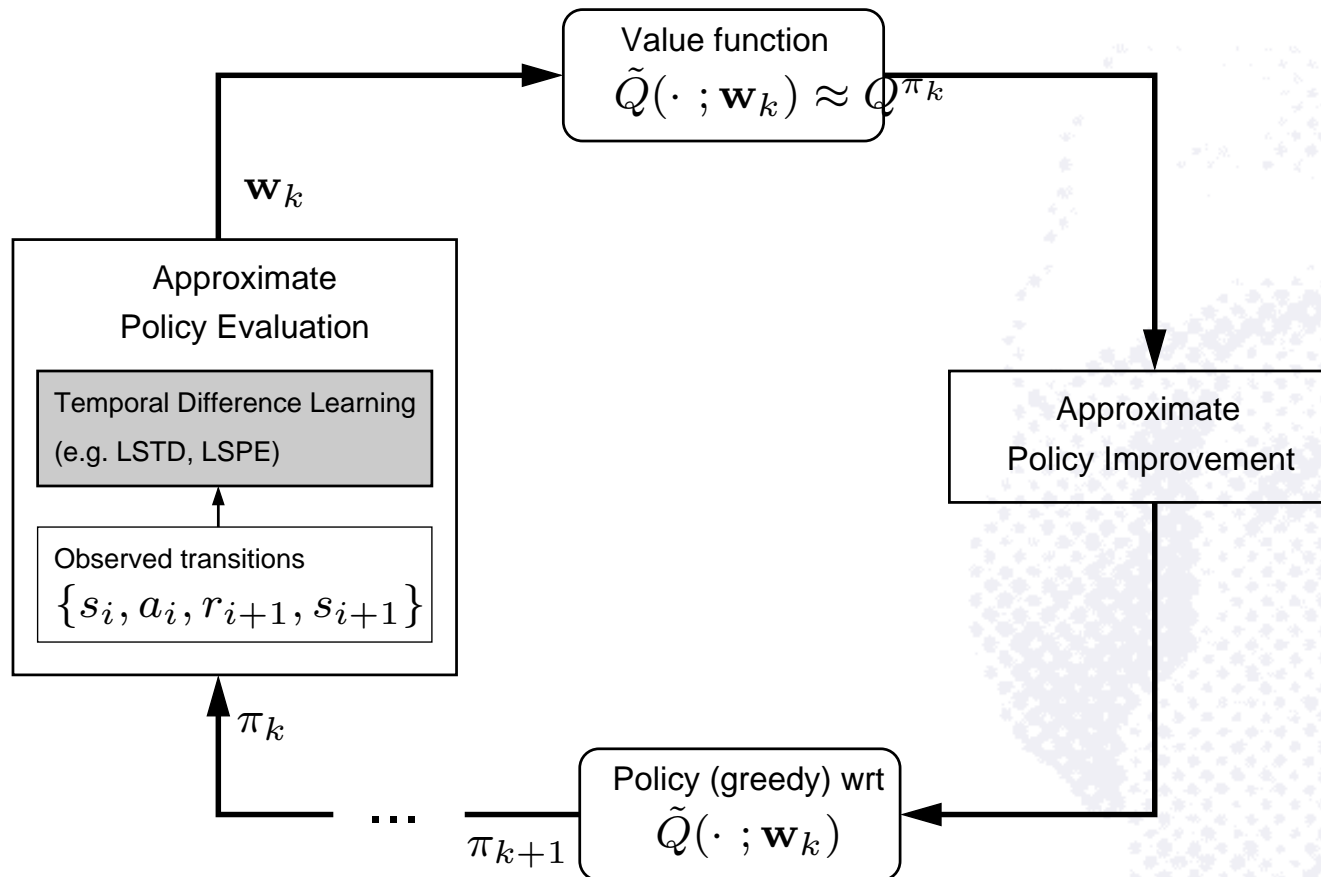 Value function
Q̃(· ; w_k) ≈ Q^{π_k}
w_k
Approximate
Policy Evaluation
Temporal Difference Learning
(e.g. LSTD, LSPE)
Observed transitions
{s_i, a_i, r_{i+1}, s_{i+1}}
π_k
Approximate
Policy Improvement
Policy (greedy) wrt
Q̃(· ; w_k)
...
π_{k+1}